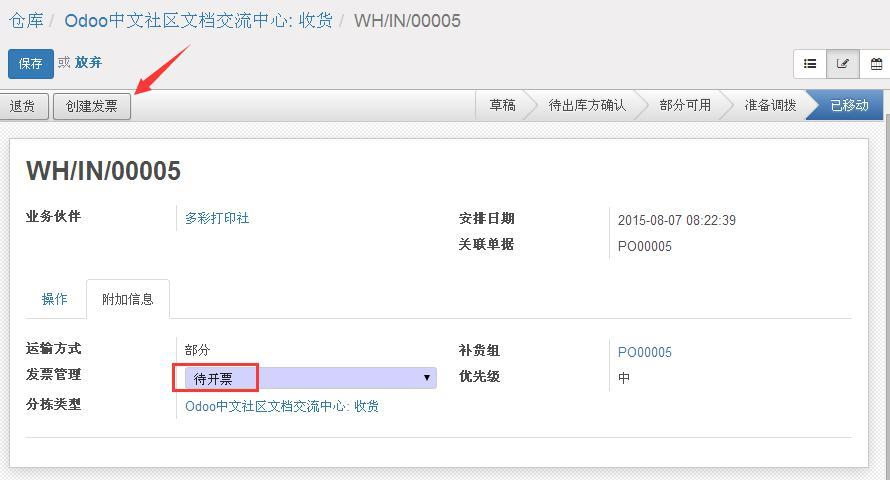 仓库 / Odoo中文社区文档交流中心: 收货 / WH/IN/00005
保存 或 放弃
退货 创建发票 草稿 待出库方确认 部分可用 准备调拨 已移动
WH/IN/00005
业务伙伴 多彩打印社 安排日期 2015-08-07 08:22:39
关联单据 PO00005
操作 附加信息
运输方式 部分 补货组 PO00005
发票管理 待开票 优先级 中
分拣类型 Odoo中文社区文档交流中心: 收货